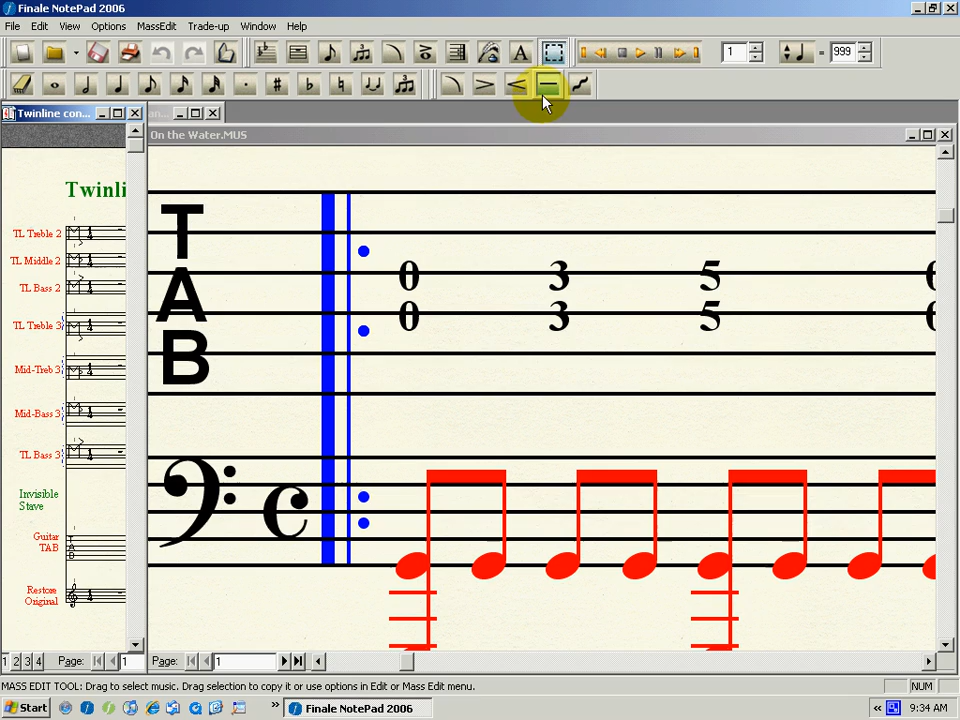 Finale NotePad 2006
File Edit View Options MassEdit Trade-up Window Help
A 1 = 999
Twinline con... an...
On the Water.MUS
Twinli
TL Treble 2
TL Middle 2
TL Bass 2
TL Treble 3
Mid-Treb 3
Mid-Bass 3
TL Bass 3
Invisible
Stave
Guitar
TAB
Restore
Original
T
A
B
0 3 5
0 3 5
1 2 3 4 Page: 1 Page: 1
MASS EDIT TOOL: Drag to select music. Drag selection to copy it or use options in Edit or Mass Edit menu. NUM
Start » Finale NotePad 2006 « 9:34 AM